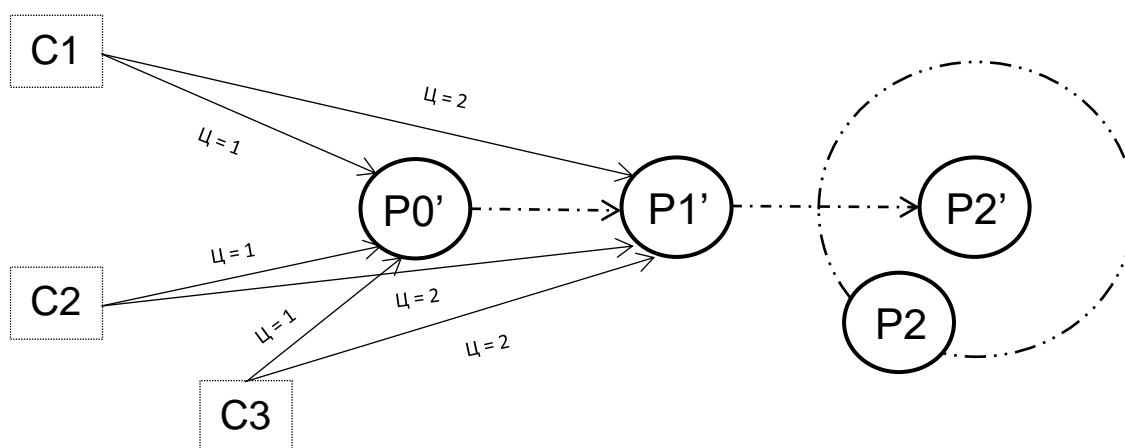 C1
Ц = 2
Ц = 1
P0’
P1’
P2’
Ц = 1
C2
Ц = 2
Ц = 1
Ц = 2
P2
C3